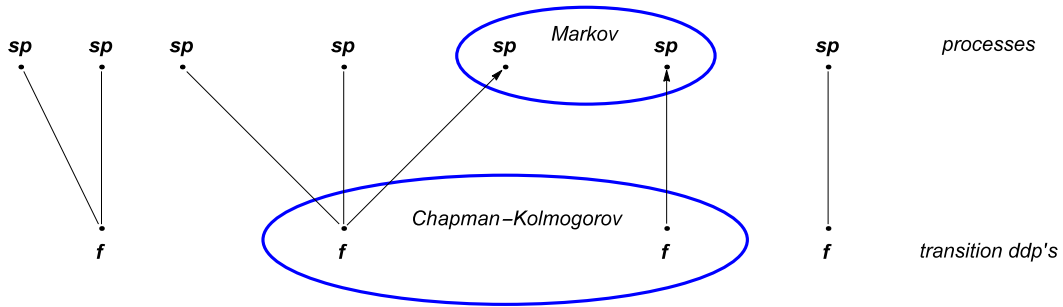 Markov
sp sp sp sp sp sp sp processes
Chapman–Kolmogorov
f f f f transition ddp's